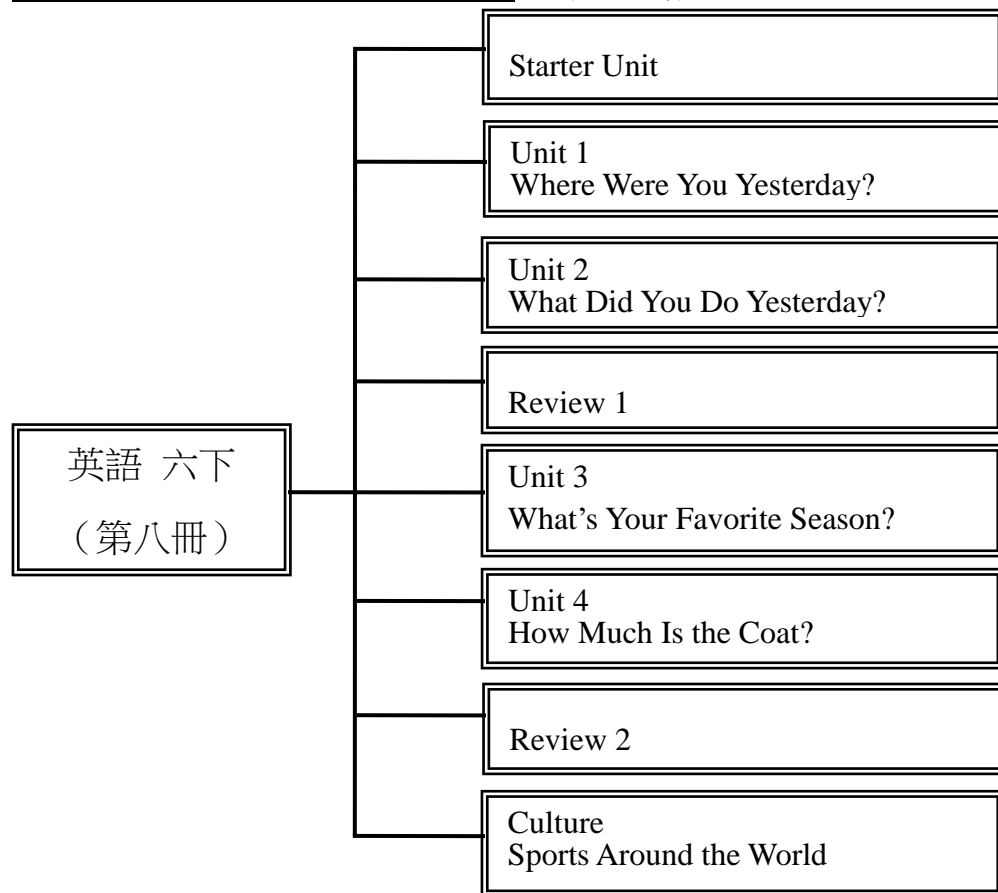 Starter Unit
Unit 1
Where Were You Yesterday?
Unit 2
What Did You Do Yesterday?
Review 1
英語 六下
（第八冊）
Unit 3
What's Your Favorite Season?
Unit 4
How Much Is the Coat?
Review 2
Culture
Sports Around the World